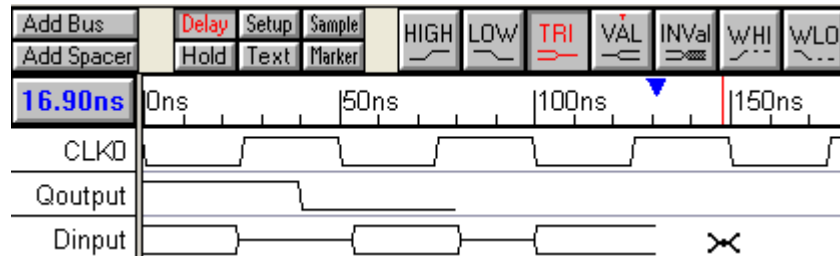 Add Bus Delay Setup Sample HIGH LOW TRI VAL INVal WHI WLO
Add Spacer Hold Text Marker
16.90ns 0ns 50ns 100ns 150ns
CLK0
Qoutput
Dinput